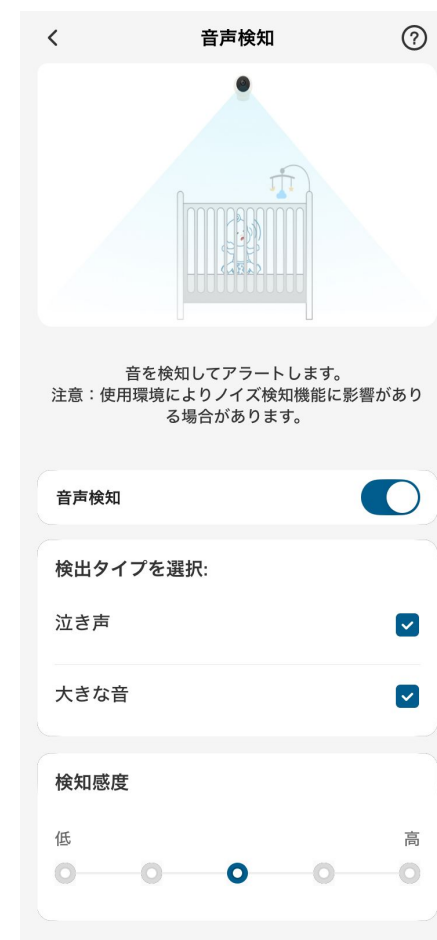 音声検知
?
音を検知してアラートします。
注意：使用環境によりノイズ検知機能に影響があり
る場合があります。
音声検知
検出タイプを選択:
泣き声
大きな音
検知感度
低
高